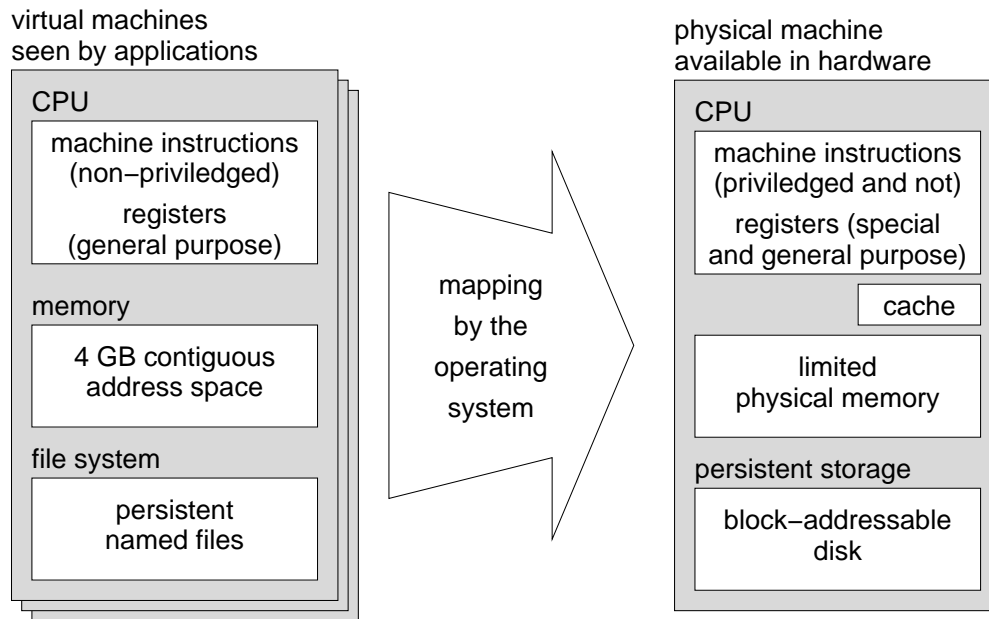 virtual machines
seen by applications
CPU
machine instructions
(non−priviledged)
registers
(general purpose)
memory
4 GB contiguous
address space
file system
persistent
named files
mapping
by the
operating
system
physical machine
available in hardware
CPU
machine instructions
(priviledged and not)
registers (special
and general purpose)
cache
limited
physical memory
persistent storage
block−addressable
disk